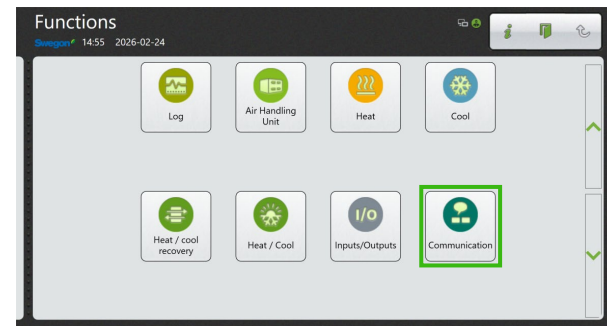 Functions
Swegon 14:55 2026-02-24
Log
Air Handling
Unit
Heat
Cool
Heat / cool
recovery
Heat / Cool
I/O
Inputs/Outputs
Communication